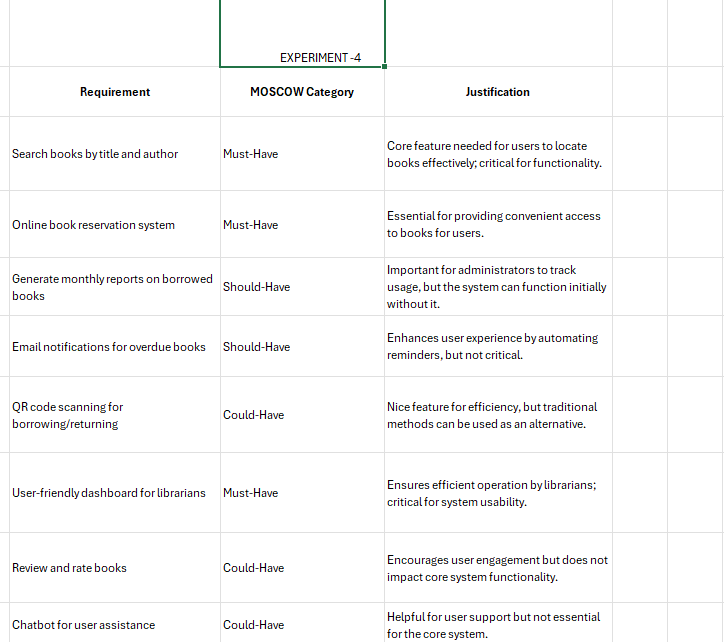 EXPERIMENT -4
Requirement MOSCOW Category Justification
Search books by title and author Must-Have Core feature needed for users to locate
books effectively; critical for functionality.
Online book reservation system Must-Have Essential for providing convenient access
to books for users.
Generate monthly reports on borrowed
books Should-Have Important for administrators to track
usage, but the system can function initially
without it.
Email notifications for overdue books Should-Have Enhances user experience by automating
reminders, but not critical.
QR code scanning for
borrowing/returning Could-Have Nice feature for efficiency, but traditional
methods can be used as an alternative.
User-friendly dashboard for librarians Must-Have Ensures efficient operation by librarians;
critical for system usability.
Review and rate books Could-Have Encourages user engagement but does not
impact core system functionality.
Chatbot for user assistance Could-Have Helpful for user support but not essential
for the core system.